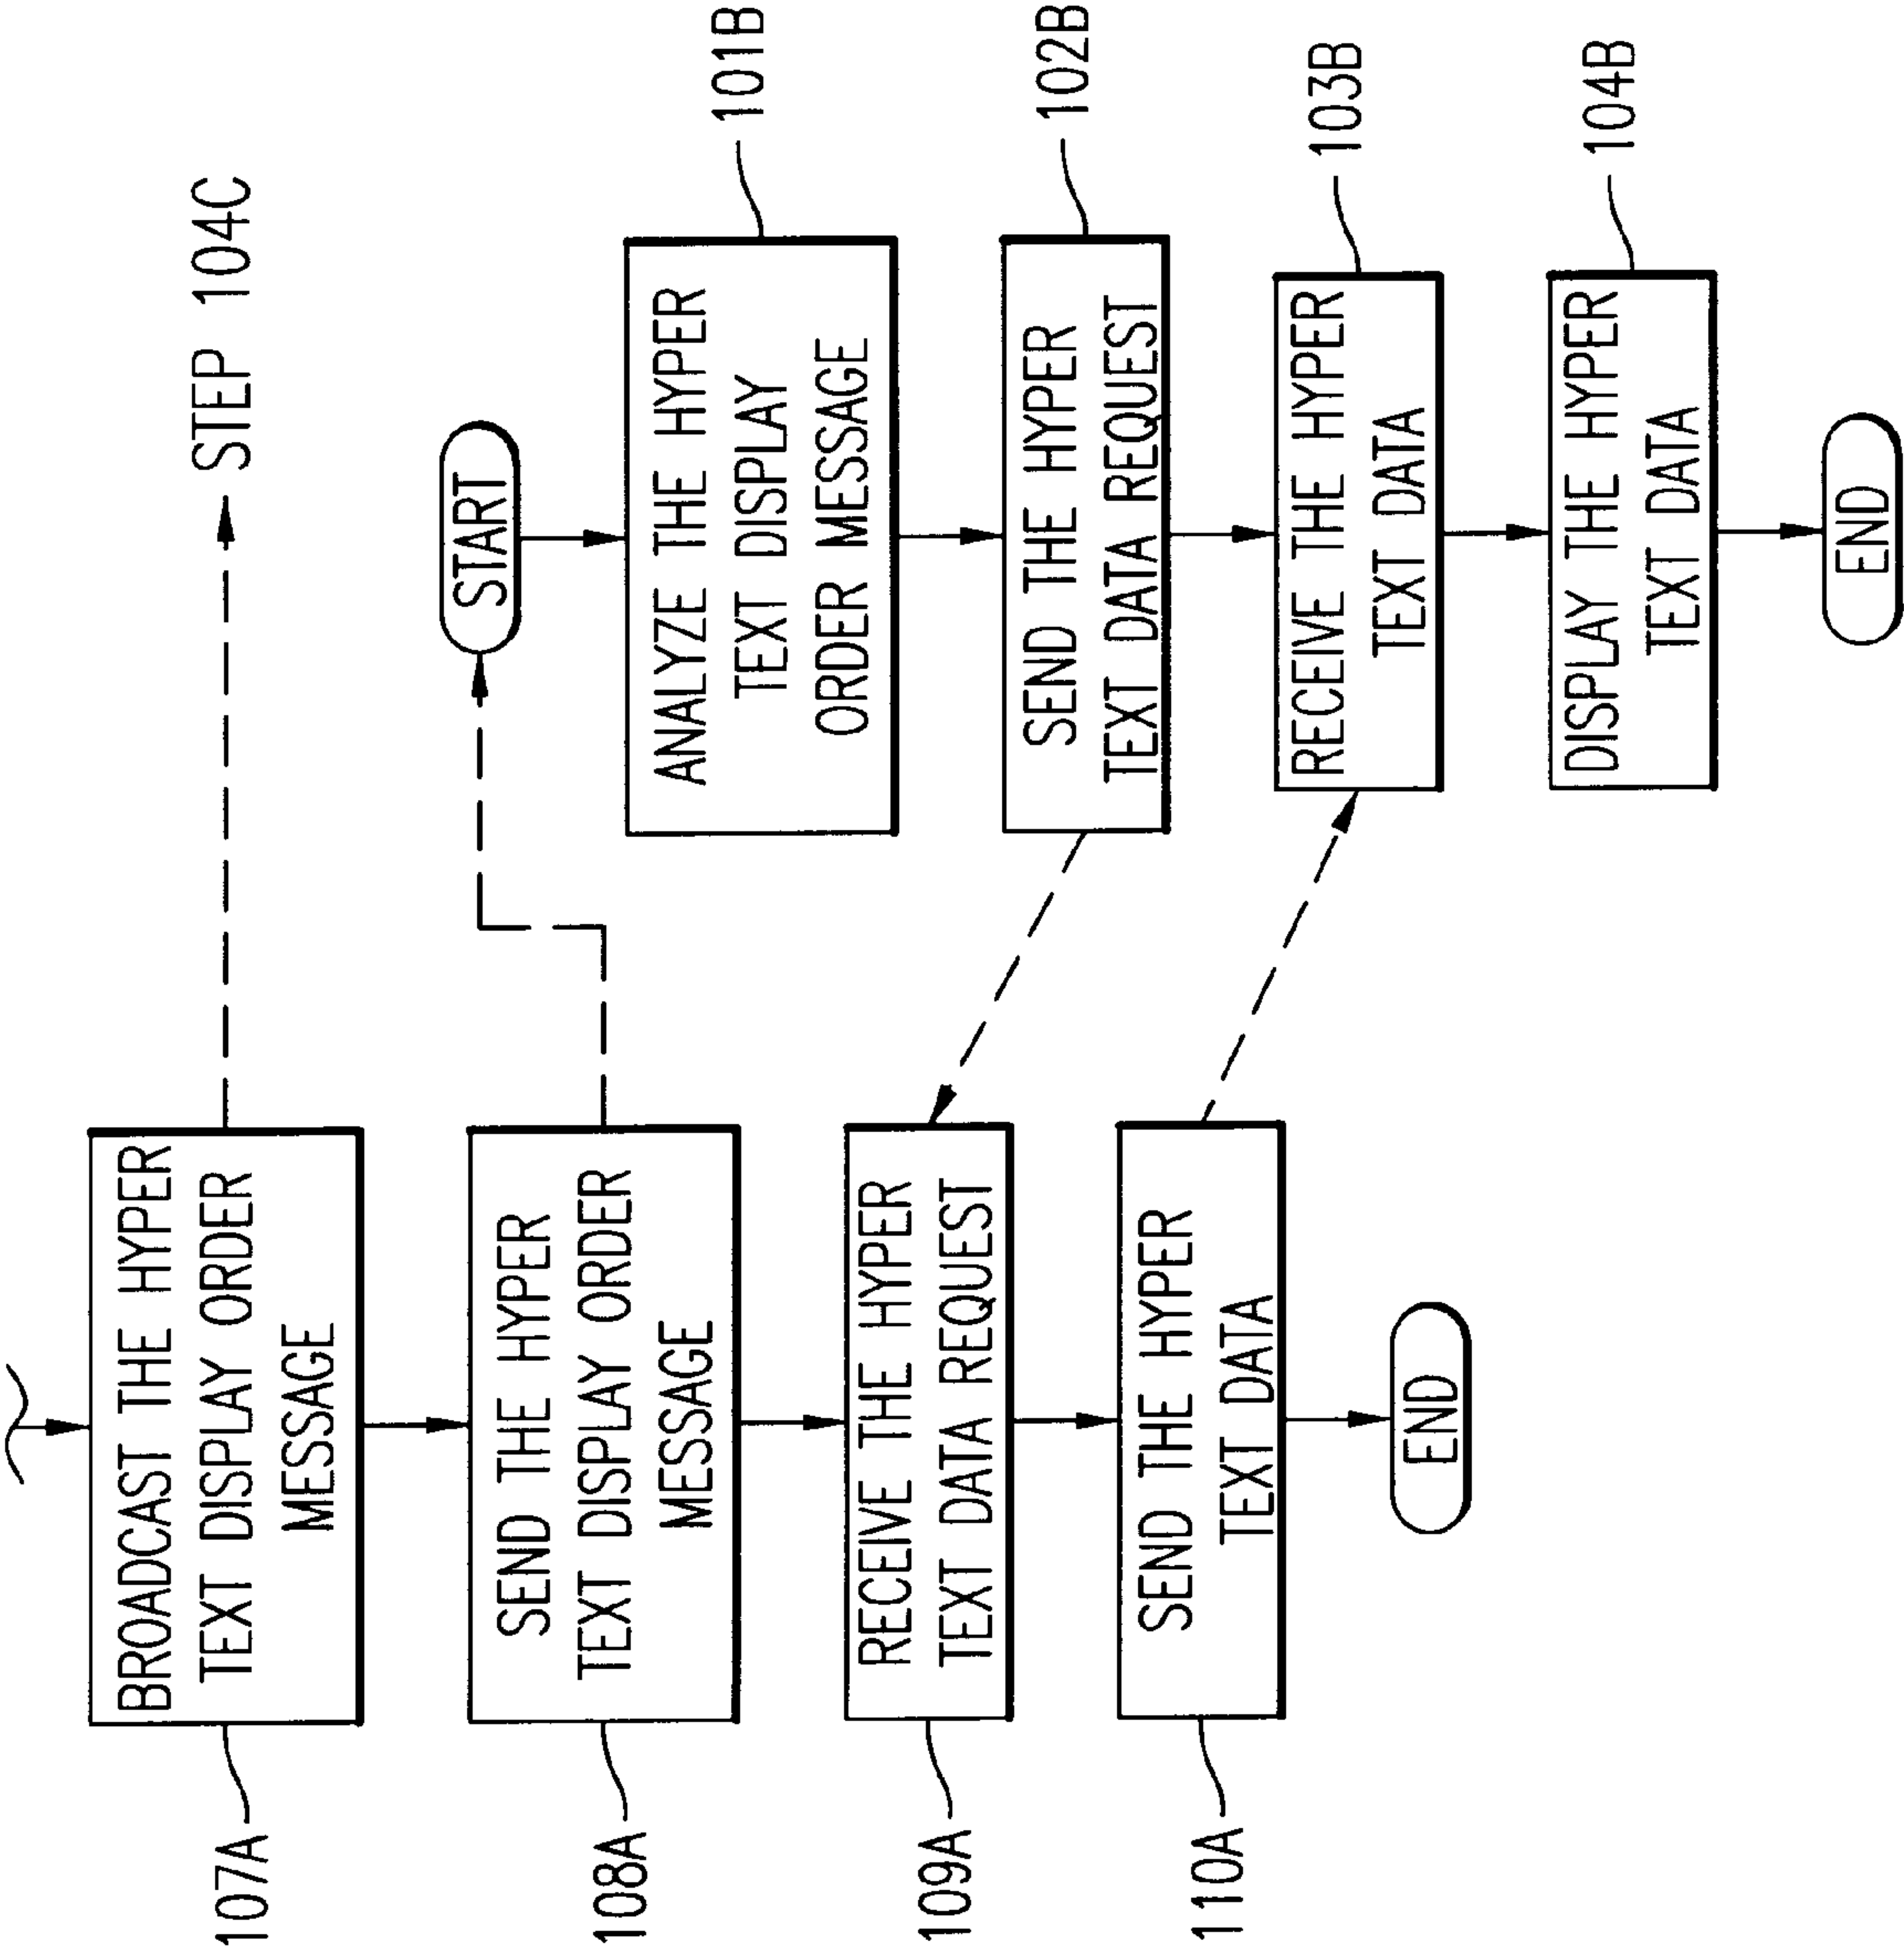 107A
BROADCAST THE HYPER
TEXT DISPLAY ORDER
MESSAGE
STEP 104C
108A
SEND THE HYPER
TEXT DISPLAY ORDER
MESSAGE
109A
RECEIVE THE HYPER
TEXT DATA REQUEST
110A
SEND THE HYPER
TEXT DATA
END
START
ANALYZE THE HYPER
TEXT DISPLAY
ORDER MESSAGE
101B
SEND THE HYPER
TEXT DATA REQUEST
102B
RECEIVE THE HYPER
TEXT DATA
103B
DISPLAY THE HYPER
TEXT DATA
104B
END